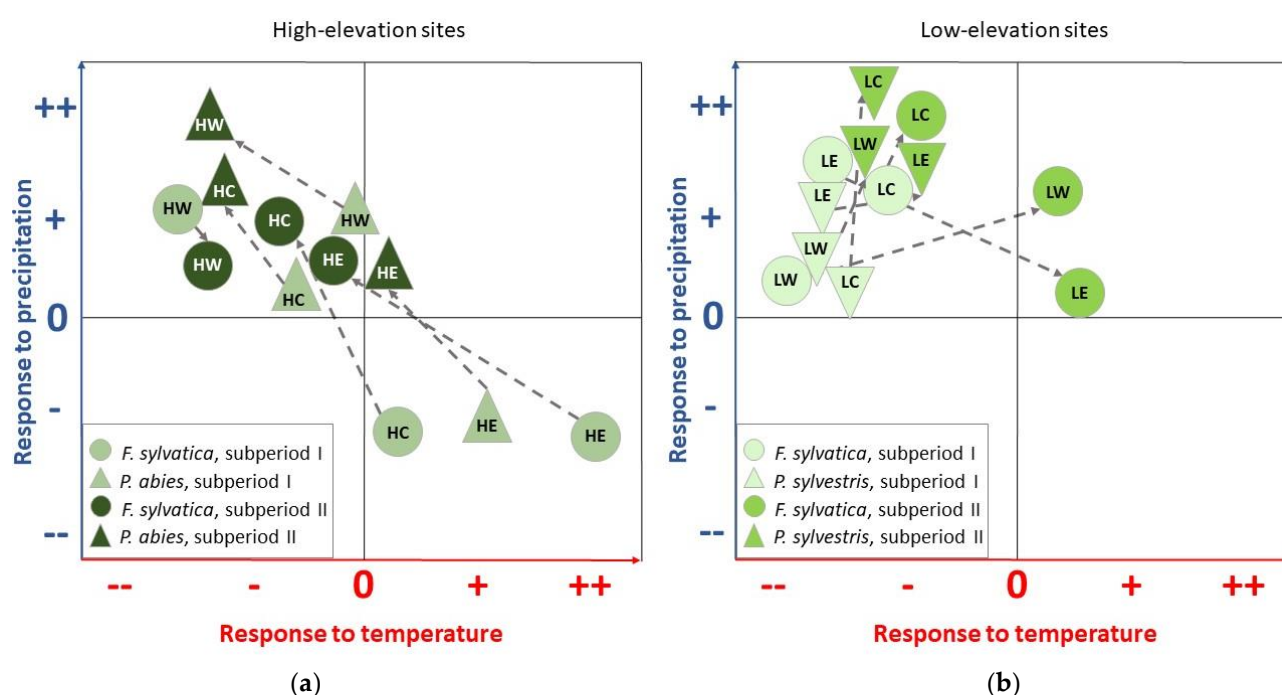 High-elevation sites
Response to precipitation
++
+
0
-
--
HW
HC
HW
HW
HC
HW
HE
HE
HC
HC
HE
HE
F. sylvatica, subperiod I
P. abies, subperiod I
F. sylvatica, subperiod II
P. abies, subperiod II
-- - 0 + ++
Response to temperature
(a)
Low-elevation sites
Response to precipitation
++
+
0
-
--
LC
LC
LW
LE
LE
LC
LE
LW
LW
LW
LC
LE
F. sylvatica, subperiod I
P. sylvestris, subperiod I
F. sylvatica, subperiod II
P. sylvestris, subperiod II
-- - 0 + ++
Response to temperature
(b)